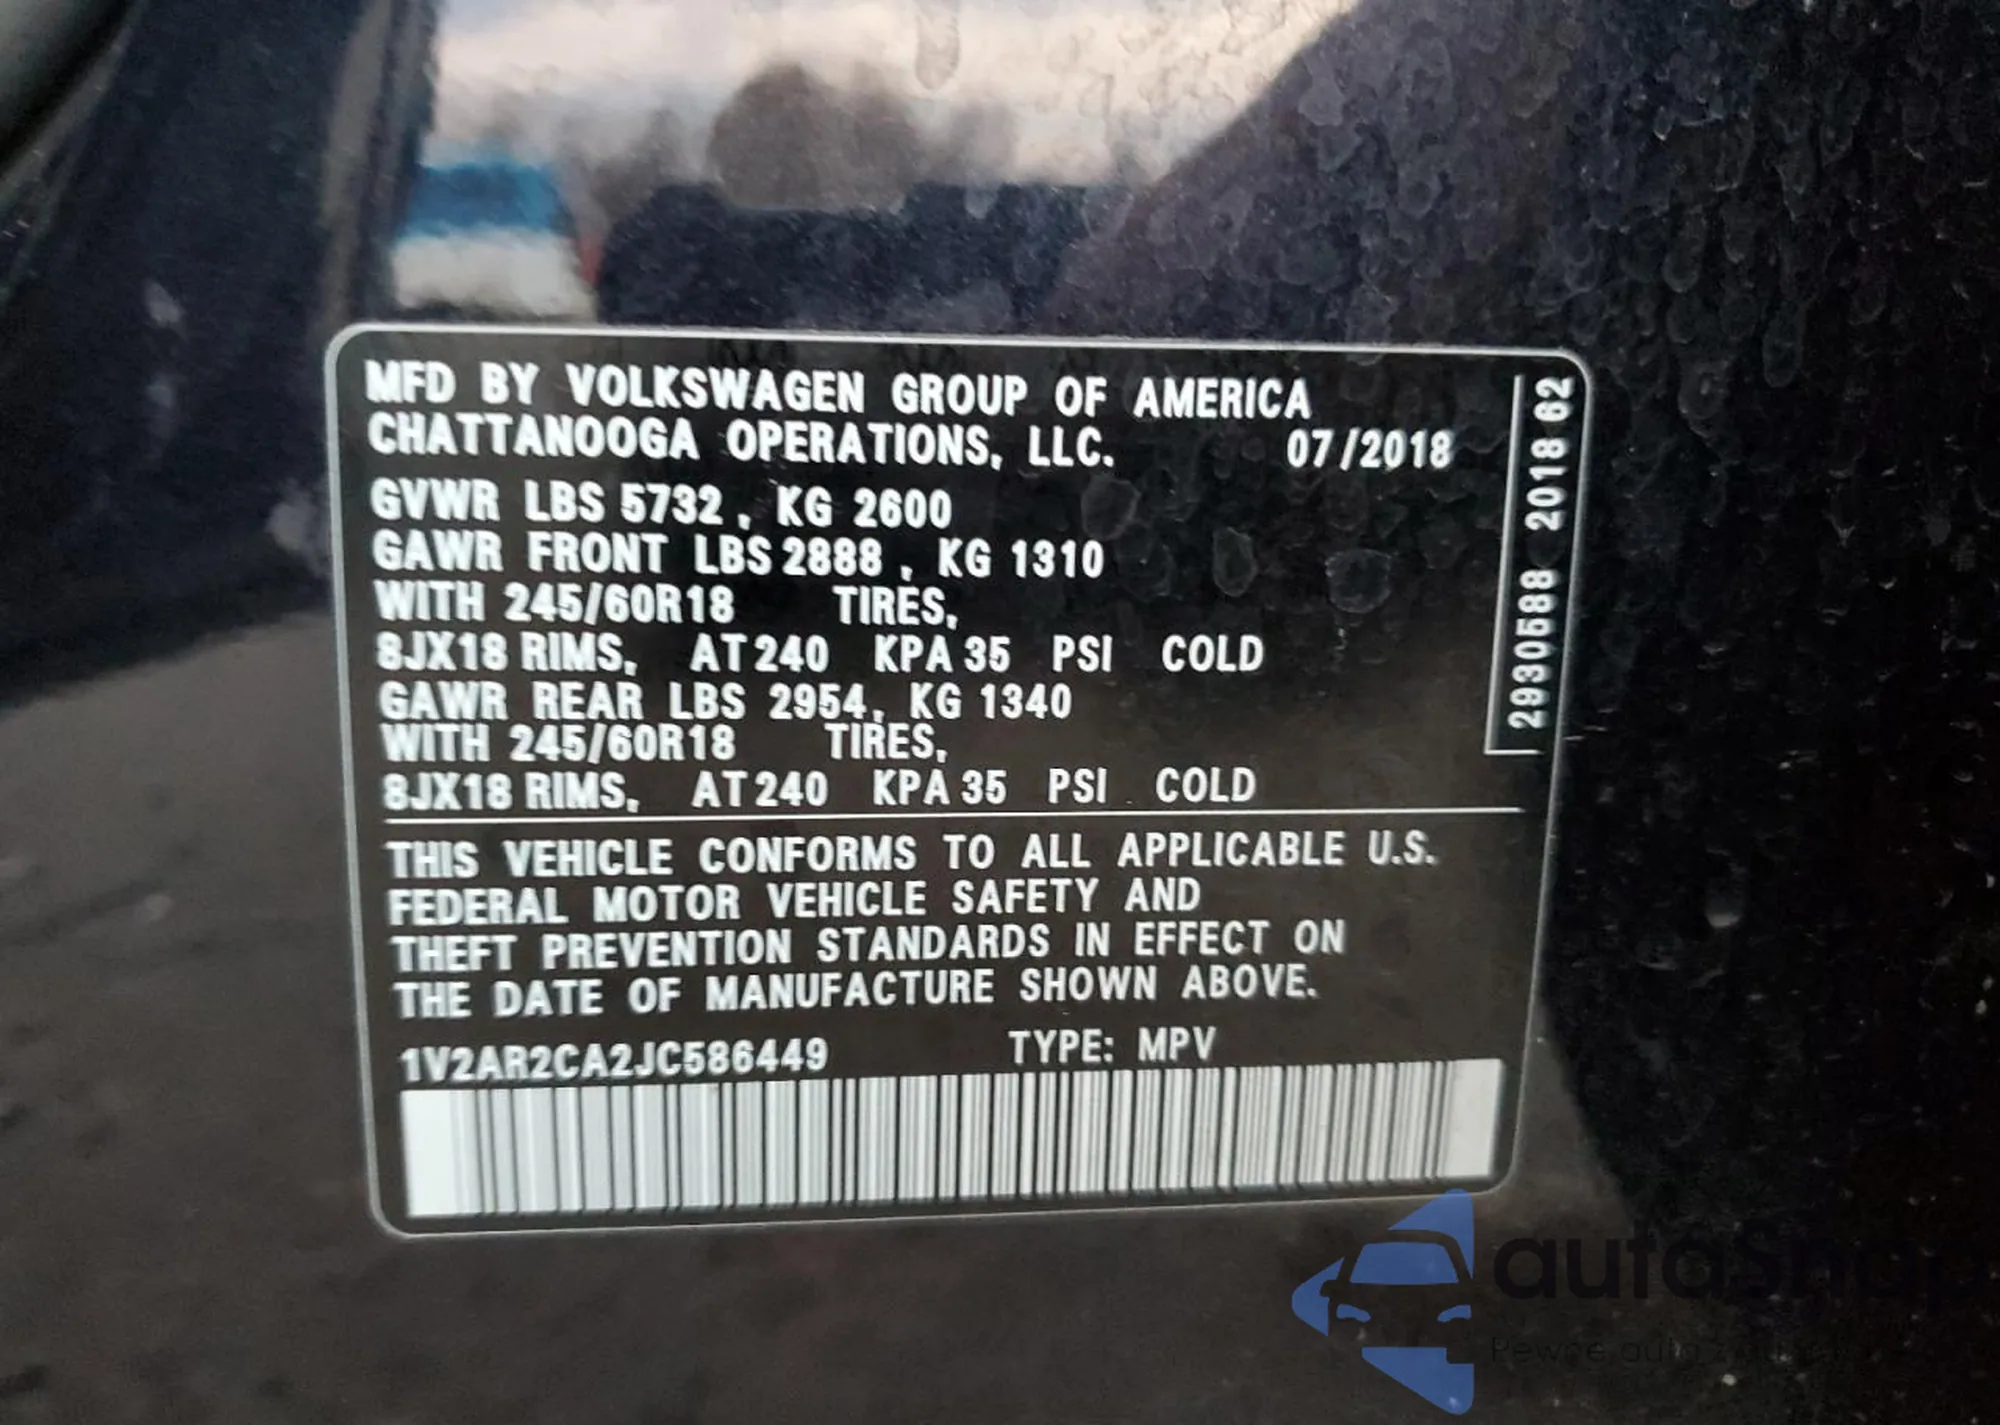 MFD BY VOLKSWAGEN GROUP OF AMERICA
CHATTANOOGA OPERATIONS, LLC. 07/2018
GVWR LBS 5732, KG 2600
GAWR FRONT LBS 2888, KG 1310
WITH 245/60R18 TIRES,
8JX18 RIMS, AT 240 KPA 35 PSI COLD
GAWR REAR LBS 2954, KG 1340
WITH 245/60R18 TIRES,
8JX18 RIMS, AT 240 KPA 35 PSI COLD
THIS VEHICLE CONFORMS TO ALL APPLICABLE U.S.
FEDERAL MOTOR VEHICLE SAFETY AND
THEFT PREVENTION STANDARDS IN EFFECT ON
THE DATE OF MANUFACTURE SHOWN ABOVE.
1V2AR2CA2JC586449 TYPE: MPV
2930588 2018 62
autaShop
Pewne auto z